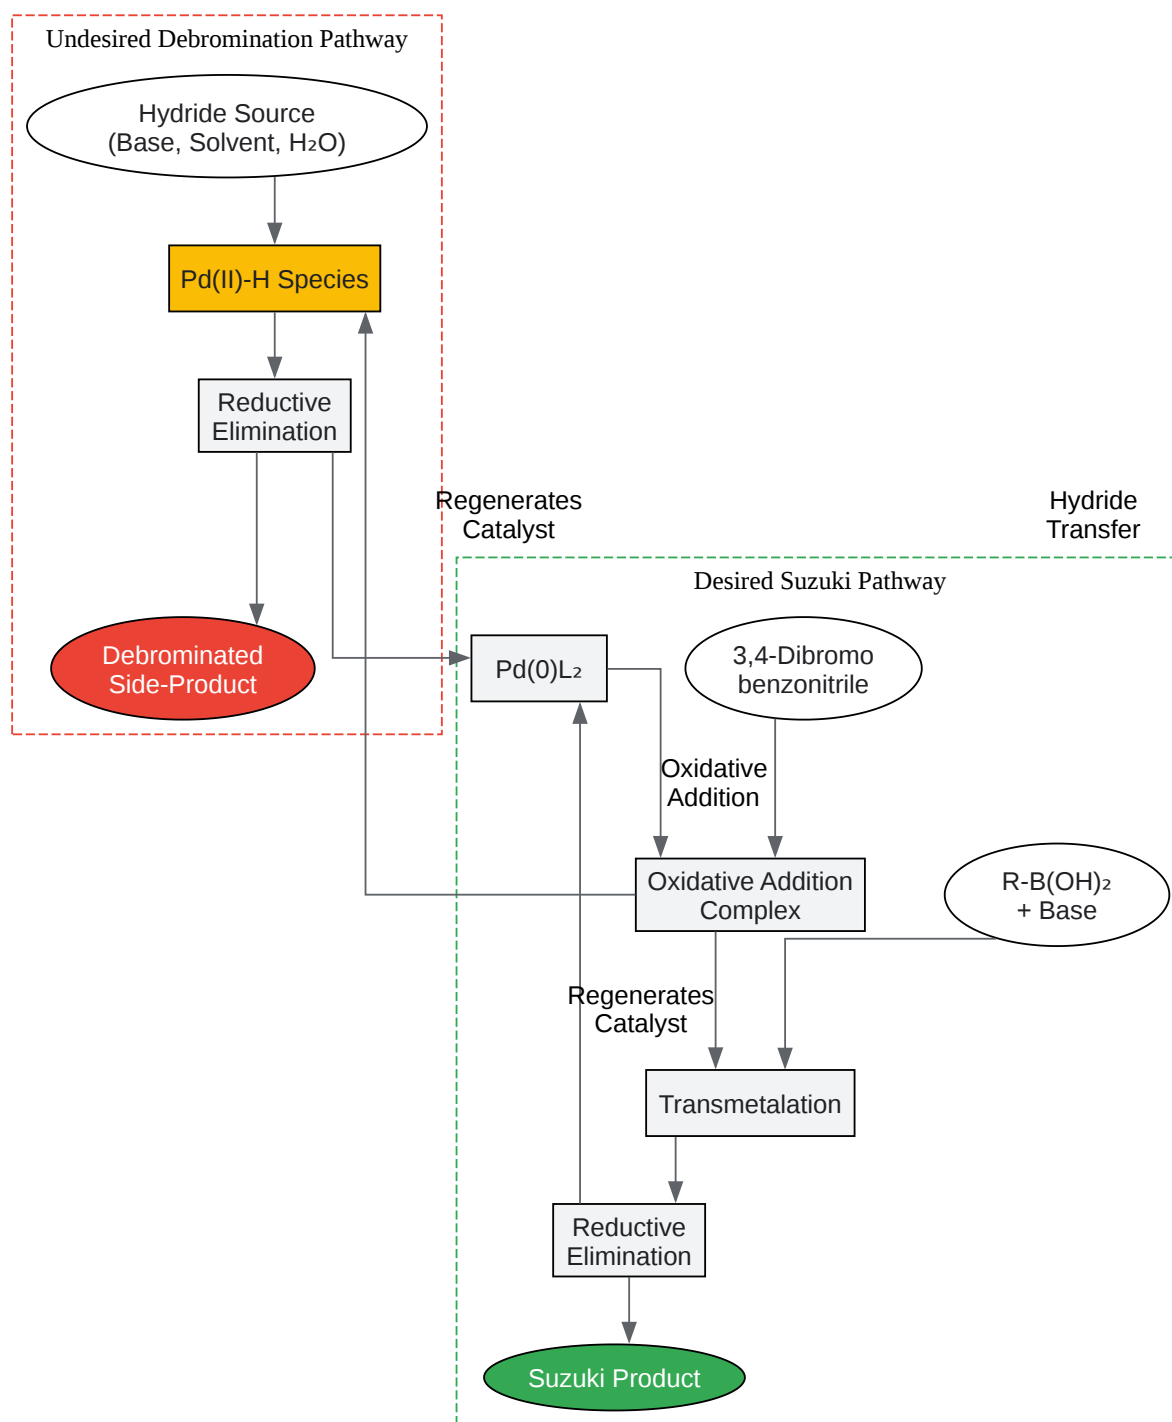 Undesired Debromination Pathway
Hydride Source
(Base, Solvent, H₂O)
Pd(II)-H Species
Reductive
Elimination
Regenerates
Catalyst
Hydride
Transfer
Desired Suzuki Pathway
Debrominated
Side-Product
Pd(0)L₂
3,4-Dibromo
benzonitrile
Oxidative
Addition
Oxidative Addition
Complex
R-B(OH)₂
+ Base
Regenerates
Catalyst
Transmetalation
Reductive
Elimination
Suzuki Product